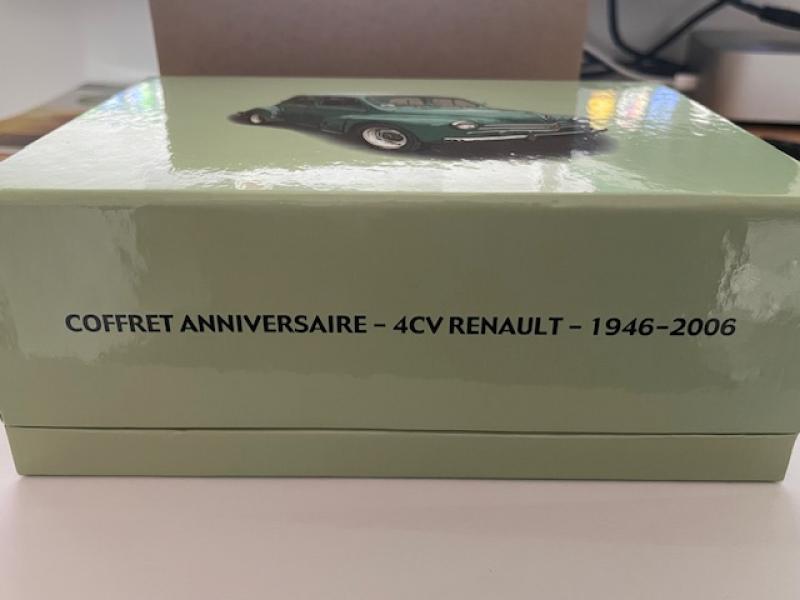 COFFRET ANNIVERSAIRE – 4CV RENAULT – 1946–2006